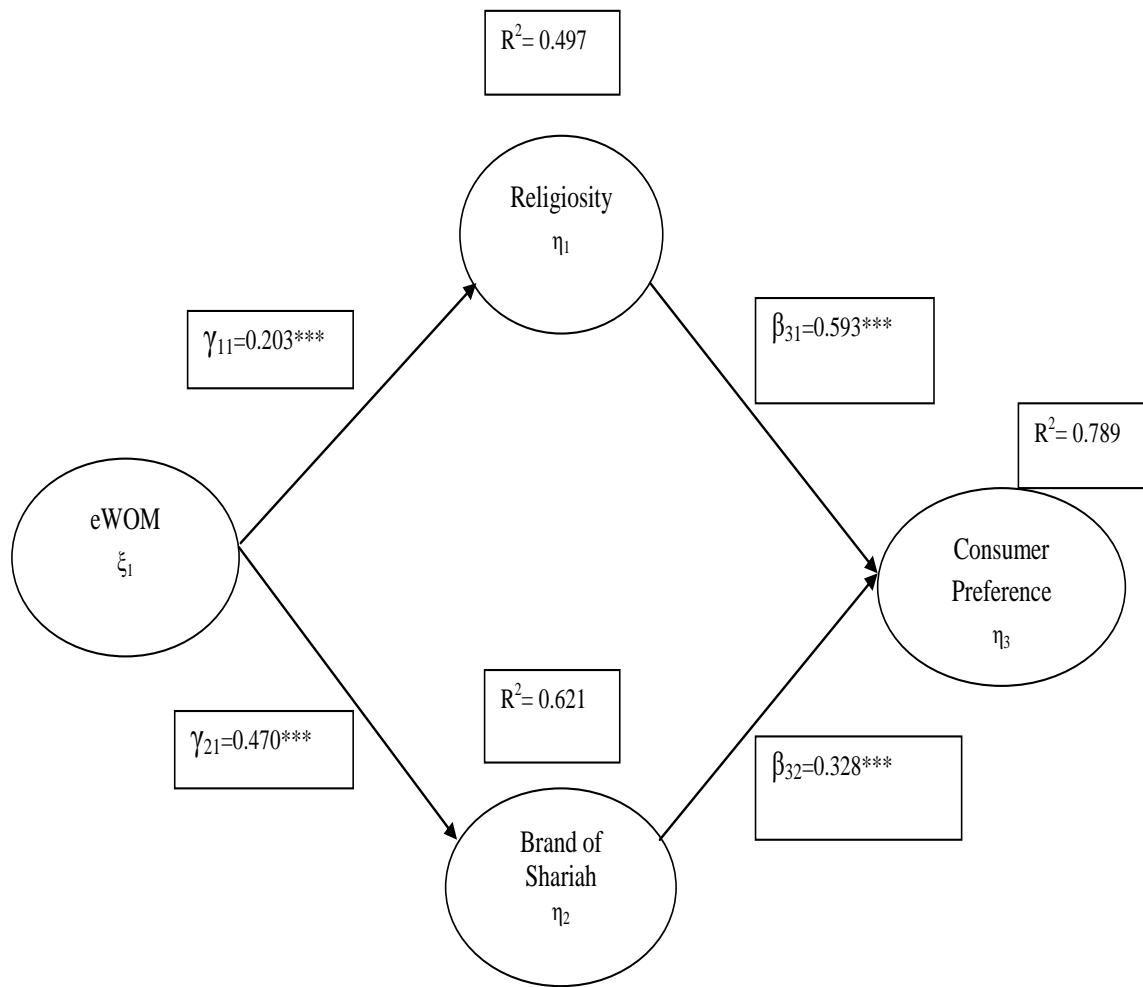 R²= 0.497
Religiosity
η₁
γ₁₁=0.203***
β₃₁=0.593***
R²= 0.789
eWOM
ξ₁
Consumer
Preference
η₃
R²= 0.621
γ₂₁=0.470***
β₃₂=0.328***
Brand of
Shariah
η₂